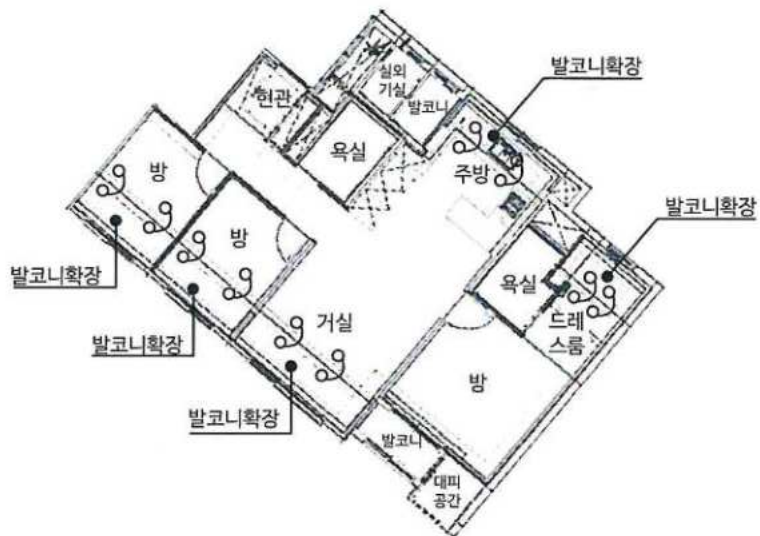 발코니확장
실외
기실
발코니
현관
욕실
주방
방
발코니확장
방
욕실
발코니확장
거실
드레
스룸
발코니확장
방
발코니확장
발코니
대피
공간